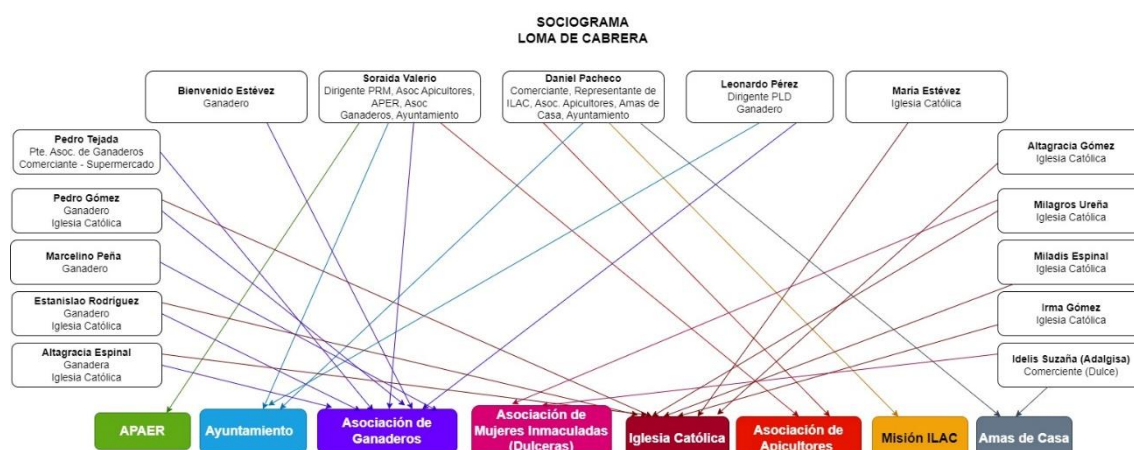 SOCIOGRAMA
LOMA DE CABRERA
Bienvenido Estévez
Ganadero
Soraida Valerio
Dirigente PRM, Asoc Apicultores,
APER, Asoc
Ganaderos, Ayuntamiento
Daniel Pacheco
Comerciante, Representante de
ILAC, Asoc. Apicultores, Amas de
Casa, Ayuntamiento
Leonardo Pérez
Dirigente PLD
Ganadero
María Estévez
Iglesia Católica
Pedro Tejada
Pte. Asoc. de Ganaderos
Comerciante - Supermercado
Pedro Gómez
Ganadero
Iglesia Católica
Marcelino Peña
Ganadero
Estanislao Rodríguez
Ganadero
Iglesia Católica
Altagracia Espinal
Ganadera
Iglesia Católica
Altagracia Gómez
Iglesia Católica
Milagros Ureña
Iglesia Católica
Miladis Espinal
Iglesia Católica
Irma Gómez
Iglesia Católica
Idelis Suzaña (Adalgisa)
Comerciente (Dulce)
APAER
Ayuntamiento
Asociación de
Ganaderos
Asociación de
Mujeres Inmaculadas
(Dulceras)
Iglesia Católica
Asociación de
Apicultores
Misión ILAC
Amas de Casa